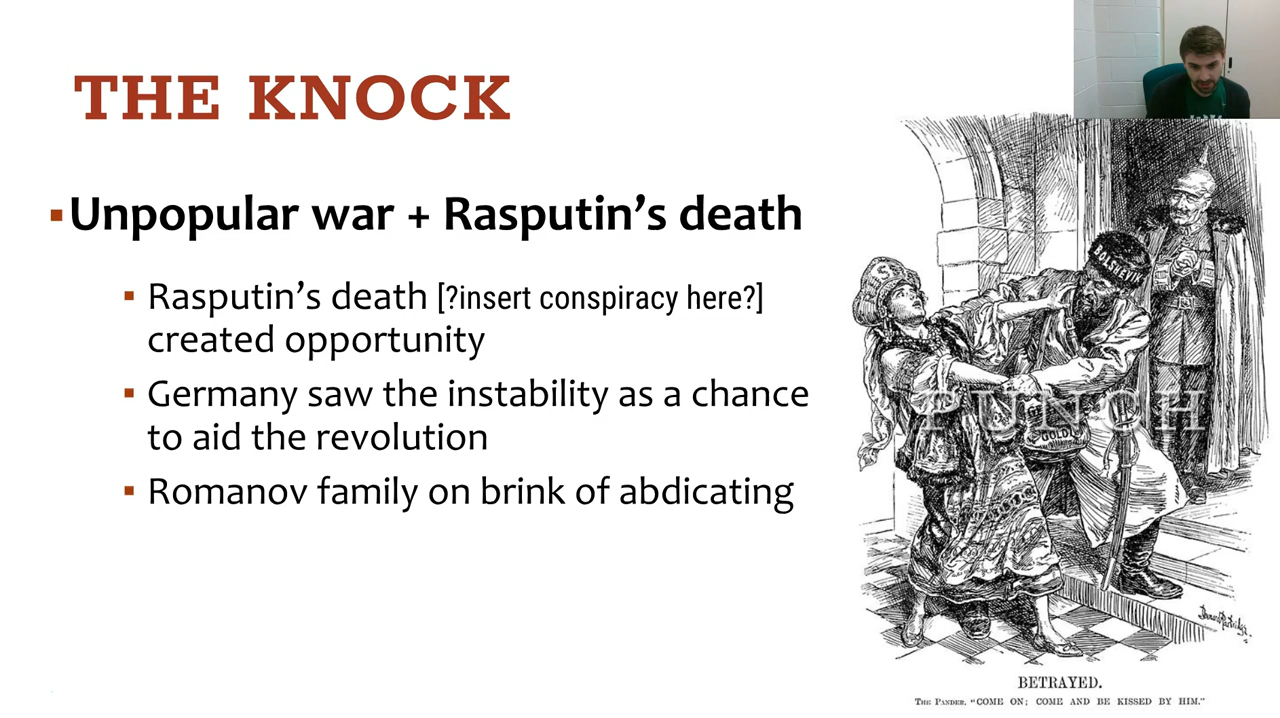 THE KNOCK
▪Unpopular war + Rasputin’s death
▪ Rasputin’s death [?insert conspiracy here?]
created opportunity
▪ Germany saw the instability as a chance
to aid the revolution
▪ Romanov family on brink of abdicating
BOLSHEVIK
PUNCH
GOLD
Bernard Partridge
BETRAYED.
The Pander. "COME ON; COME AND BE KISSED BY HIM."